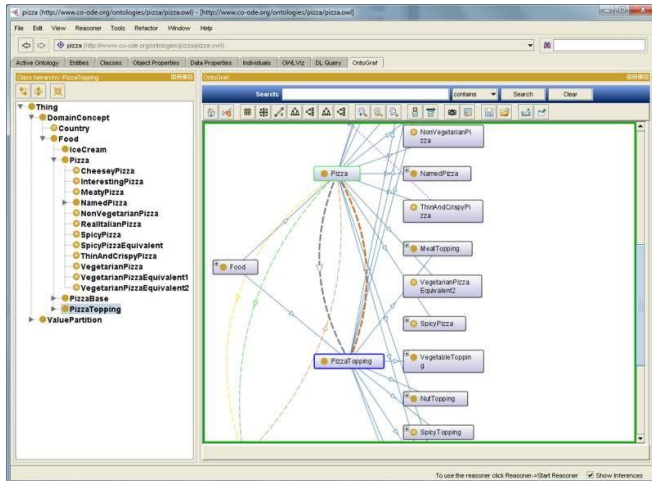 pizza (http://www.co-ode.org/ontologies/pizza/pizza.owl) - [http://www.co-ode.org/ontologies/pizza/pizza.owl]
File Edit View Reasoner Tools Refactor Window Help
pizza (http://www.co-ode.org/ontologies/pizza/pizza.owl)
Active Ontology Entities Classes Object Properties Data Properties Individuals OWLViz DL Query OntoGraf
Class hierarchy: PizzaTopping
OntoGraf:
Search: contains Search Clear
Thing
DomainConcept
Country
Food
IceCream
Pizza
CheeseyPizza
InterestingPizza
MeatyPizza
NamedPizza
NonVegetarianPizza
RealItalianPizza
SpicyPizza
SpicyPizzaEquivalent
ThinAndCrispyPizza
VegetarianPizza
VegetarianPizzaEquivalent1
VegetarianPizzaEquivalent2
PizzaBase
PizzaTopping
ValuePartition
NonVegetarianPi
zza
Pizza
NamedPizza
ThinAndCrispyPi
zza
MeatTopping
Food
VegetarianPizza
Equivalent2
SpicyPizza
PizzaTopping
VegetableToppin
g
NutTopping
SpicyTopping
To use the reasoner click Reasoner->Start Reasoner Show Inferences